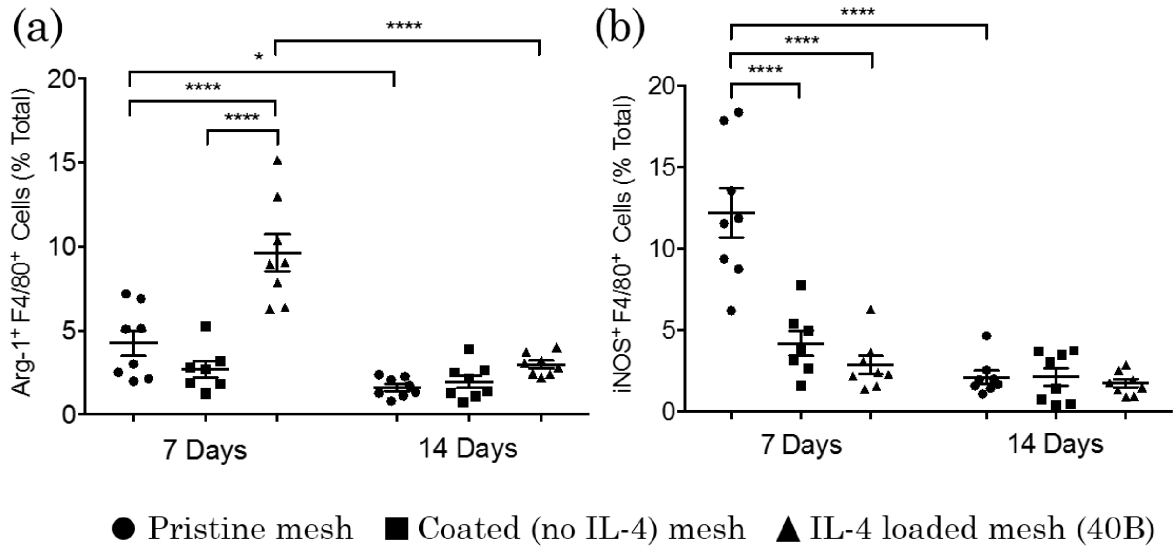 (a)
Arg-1⁺ F4/80⁺ Cells (% Total)
20
15
10
5
0
****
*
****
****
7 Days
14 Days
(b)
iNOS⁺ F4/80⁺ Cells (% Total)
20
15
10
5
0
****
****
****
7 Days
14 Days
Pristine mesh
Coated (no IL-4) mesh
IL-4 loaded mesh (40B)